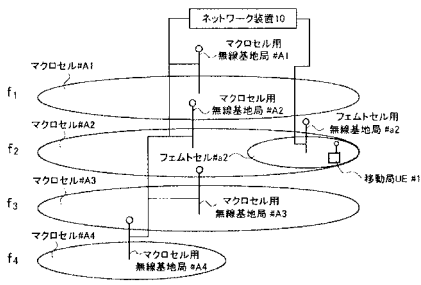 ネットワーク装置10
マクロセル用
無線基地局 #A1
マクロセル#A1
f1
マクロセル用
無線基地局 #A2
フェムトセル用
無線基地局#a2
マクロセル#A2
f2
フェムトセル#a2
移動局UE #1
マクロセル#A3
f3
マクロセル用
無線基地局 #A3
マクロセル#A4
f4
マクロセル用
無線基地局 #A4